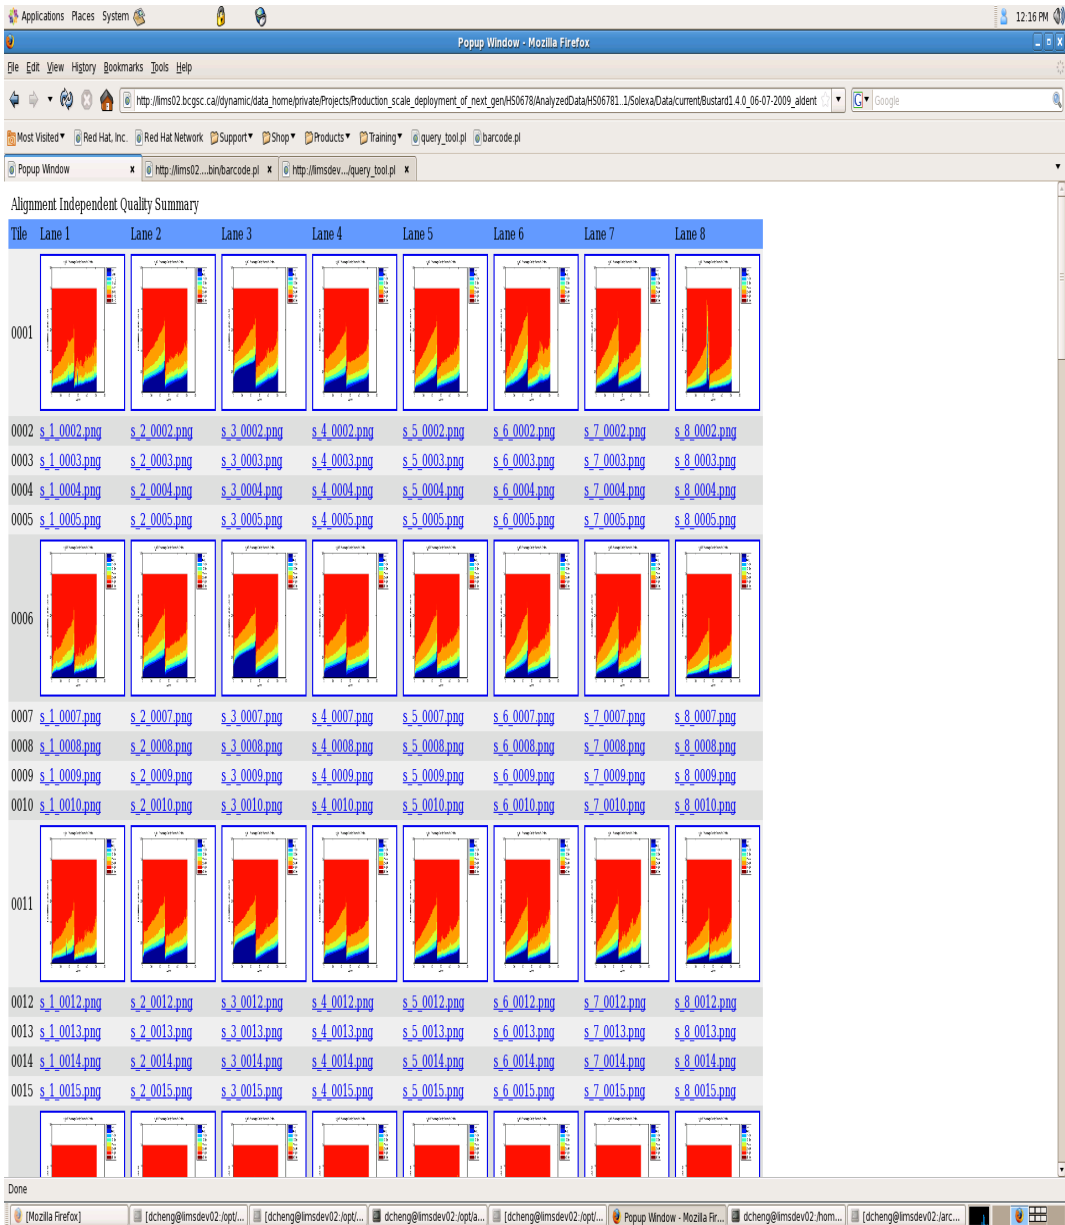 Applications Places System 12:16 PM
Popup Window - Mozilla Firefox
File Edit View History Bookmarks Tools Help
http://lims02.bcgsc.ca//dynamic/data_home/private/Projects/Production_scale_deployment_of_next_gen/HS0678/AnalyzedData/HS06781..1/Solexa/Data/current/Bustard1.4.0_06-07-2009_aldent Google
Most Visited Red Hat, Inc. Red Hat Network Support Shop Products Training query_tool.pl barcode.pl
Popup Window http://lims02....bin/barcode.pl http://limsdev.../query_tool.pl
Alignment Independent Quality Summary
Tile Lane 1 Lane 2 Lane 3 Lane 4 Lane 5 Lane 6 Lane 7 Lane 8
0001
0002 s_1_0002.png s_2_0002.png s_3_0002.png s_4_0002.png s_5_0002.png s_6_0002.png s_7_0002.png s_8_0002.png
0003 s_1_0003.png s_2_0003.png s_3_0003.png s_4_0003.png s_5_0003.png s_6_0003.png s_7_0003.png s_8_0003.png
0004 s_1_0004.png s_2_0004.png s_3_0004.png s_4_0004.png s_5_0004.png s_6_0004.png s_7_0004.png s_8_0004.png
0005 s_1_0005.png s_2_0005.png s_3_0005.png s_4_0005.png s_5_0005.png s_6_0005.png s_7_0005.png s_8_0005.png
0006
0007 s_1_0007.png s_2_0007.png s_3_0007.png s_4_0007.png s_5_0007.png s_6_0007.png s_7_0007.png s_8_0007.png
0008 s_1_0008.png s_2_0008.png s_3_0008.png s_4_0008.png s_5_0008.png s_6_0008.png s_7_0008.png s_8_0008.png
0009 s_1_0009.png s_2_0009.png s_3_0009.png s_4_0009.png s_5_0009.png s_6_0009.png s_7_0009.png s_8_0009.png
0010 s_1_0010.png s_2_0010.png s_3_0010.png s_4_0010.png s_5_0010.png s_6_0010.png s_7_0010.png s_8_0010.png
0011
0012 s_1_0012.png s_2_0012.png s_3_0012.png s_4_0012.png s_5_0012.png s_6_0012.png s_7_0012.png s_8_0012.png
0013 s_1_0013.png s_2_0013.png s_3_0013.png s_4_0013.png s_5_0013.png s_6_0013.png s_7_0013.png s_8_0013.png
0014 s_1_0014.png s_2_0014.png s_3_0014.png s_4_0014.png s_5_0014.png s_6_0014.png s_7_0014.png s_8_0014.png
0015 s_1_0015.png s_2_0015.png s_3_0015.png s_4_0015.png s_5_0015.png s_6_0015.png s_7_0015.png s_8_0015.png
Done
[Mozilla Firefox] [dcheng@limsdev02:/opt/... [dcheng@limsdev02:/opt/... dcheng@limsdev02:/opt/a... [dcheng@limsdev02:/opt/... Popup Window - Mozilla Fir... dcheng@limsdev02:/hom... [dcheng@limsdev02:/arc...